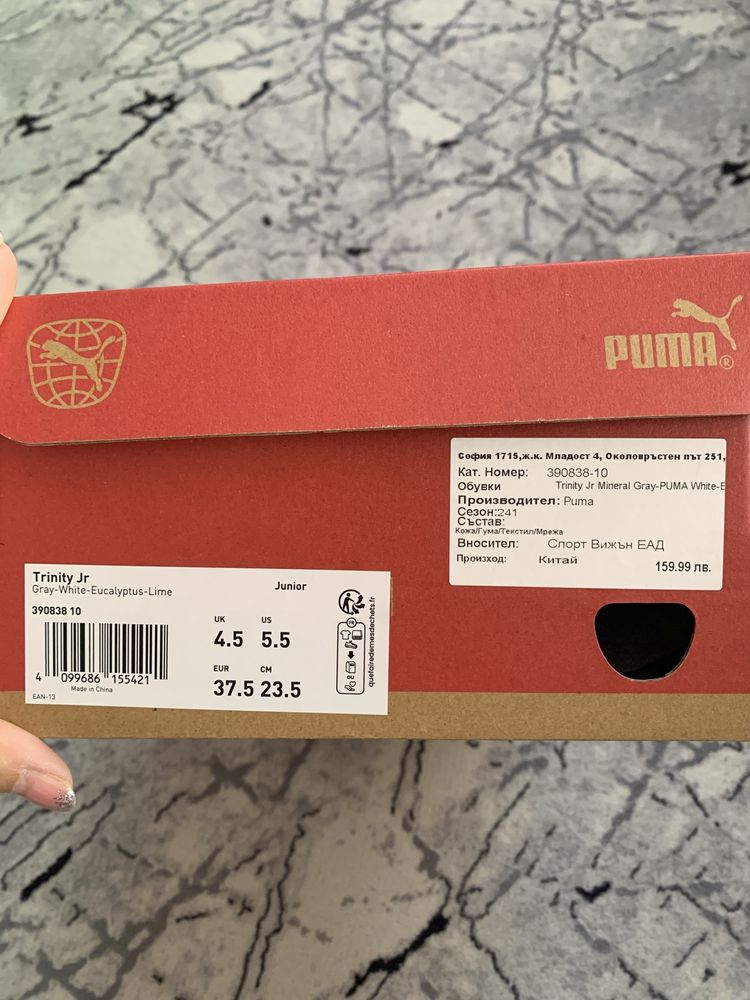 PUMA®
София 1715,ж.к. Младост 4, Околовръстен път 251,
Кат. Номер: 390838-10
Обувки Trinity Jr Mineral Gray-PUMA White-E
Производител: Puma
Сезон:241
Състав:
Кожа/Гума/Текстил/Мрежа
Вносител: Спорт Вижън ЕАД
Произход: Китай
159.99 лв.
Trinity Jr
Gray-White-Eucalyptus-Lime
Junior
390838 10
UK US
4.5 5.5
EUR CM
37.5 23.5
4 099686 155421
Made in China
EAN-13
FR
quefairedemesdechets.fr